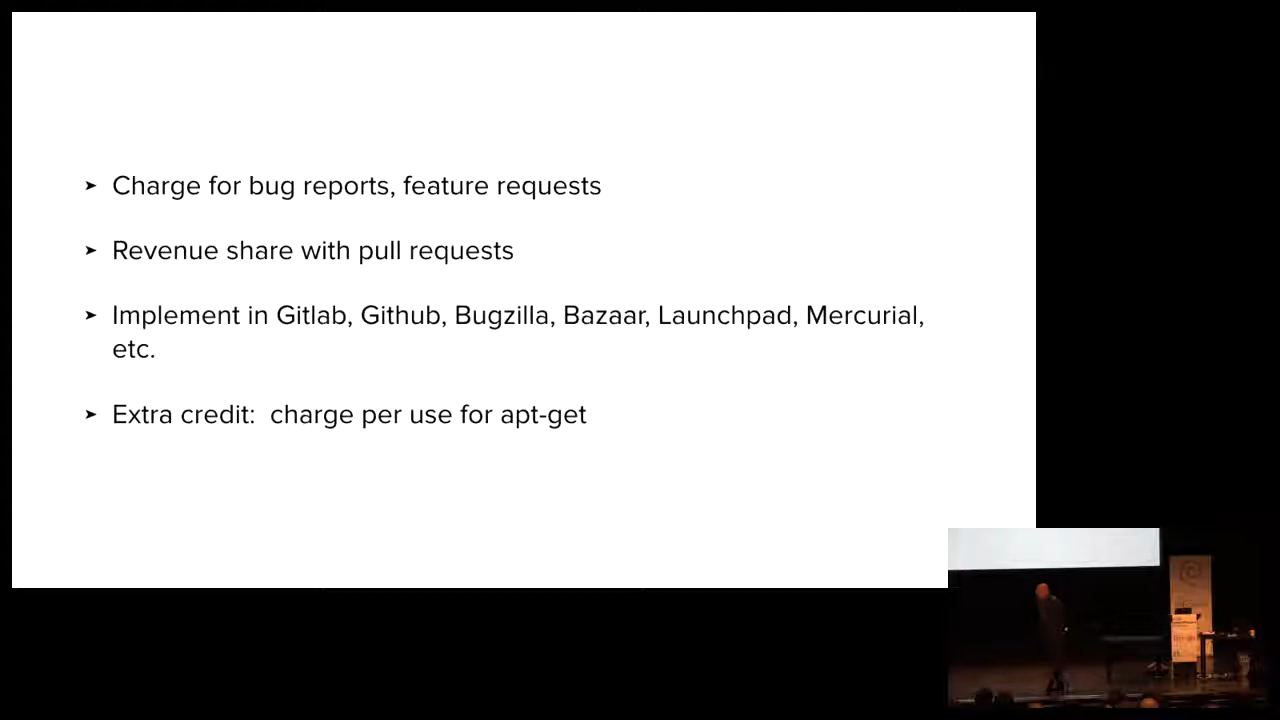 ➤ Charge for bug reports, feature requests
➤ Revenue share with pull requests
➤ Implement in Gitlab, Github, Bugzilla, Bazaar, Launchpad, Mercurial,
etc.
➤ Extra credit:  charge per use for apt-get